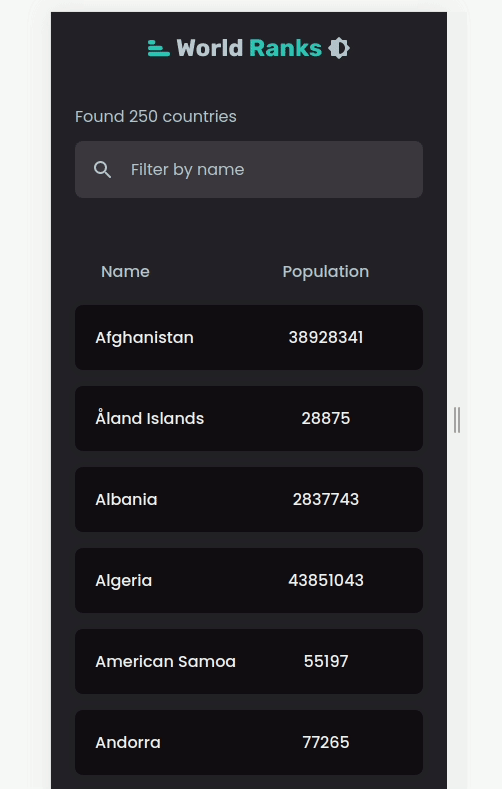 World Ranks
Found 250 countries
Filter by name
Name Population
Afghanistan 38928341
Åland Islands 28875
Albania 2837743
Algeria 43851043
American Samoa 55197
Andorra 77265